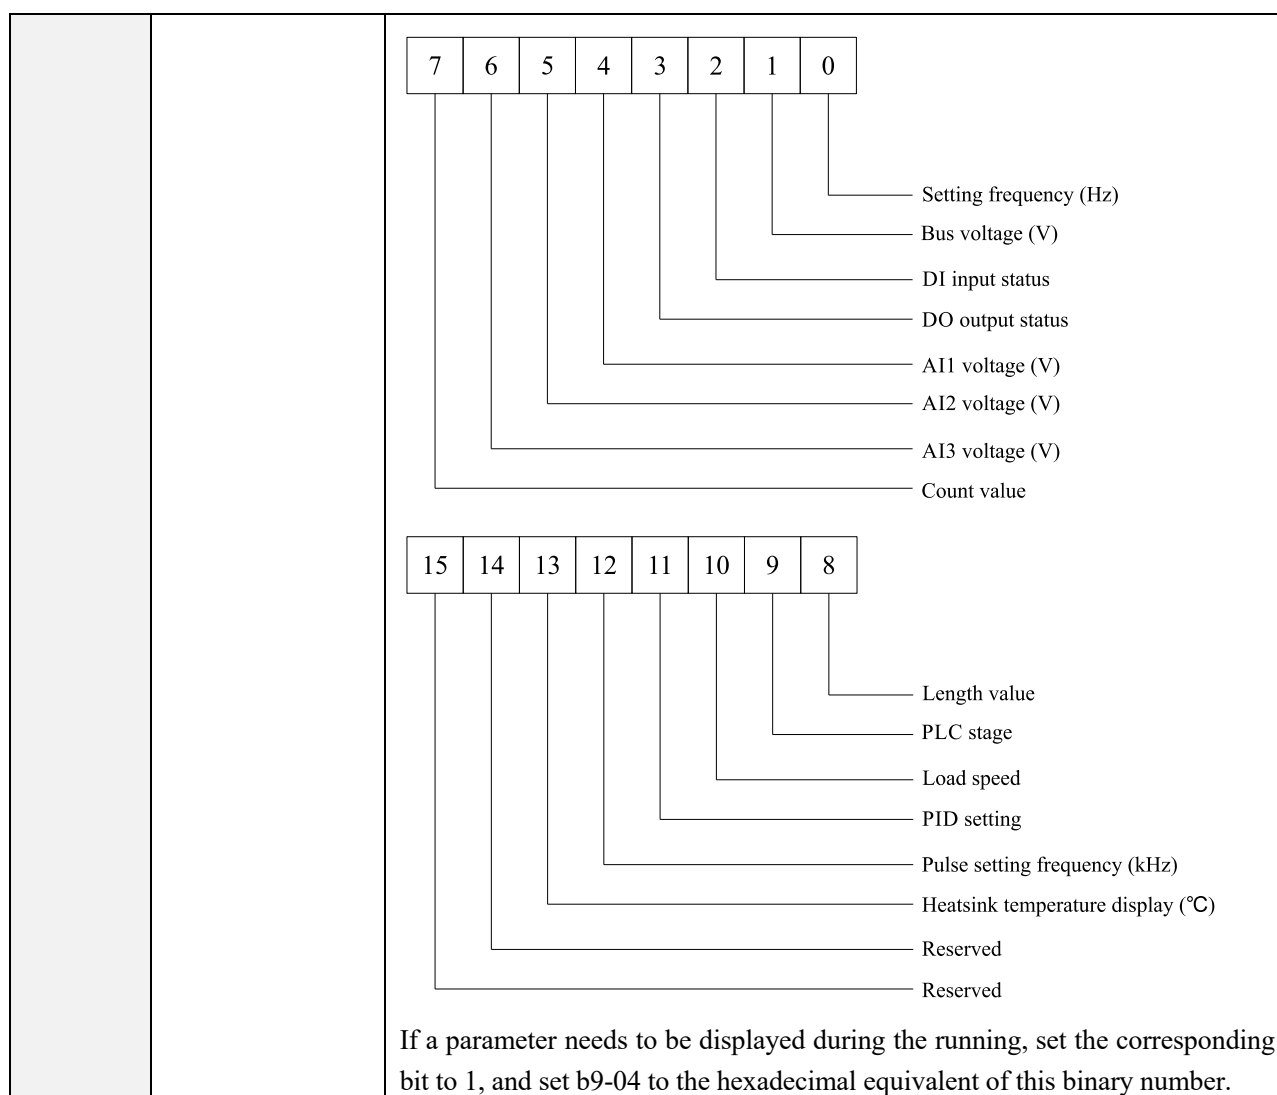 7 6 5 4 3 2 1 0
Setting frequency (Hz)
Bus voltage (V)
DI input status
DO output status
AI1 voltage (V)
AI2 voltage (V)
AI3 voltage (V)
Count value
15 14 13 12 11 10 9 8
Length value
PLC stage
Load speed
PID setting
Pulse setting frequency (kHz)
Heatsink temperature display (℃)
Reserved
Reserved
If a parameter needs to be displayed during the running, set the corresponding
bit to 1, and set b9-04 to the hexadecimal equivalent of this binary number.